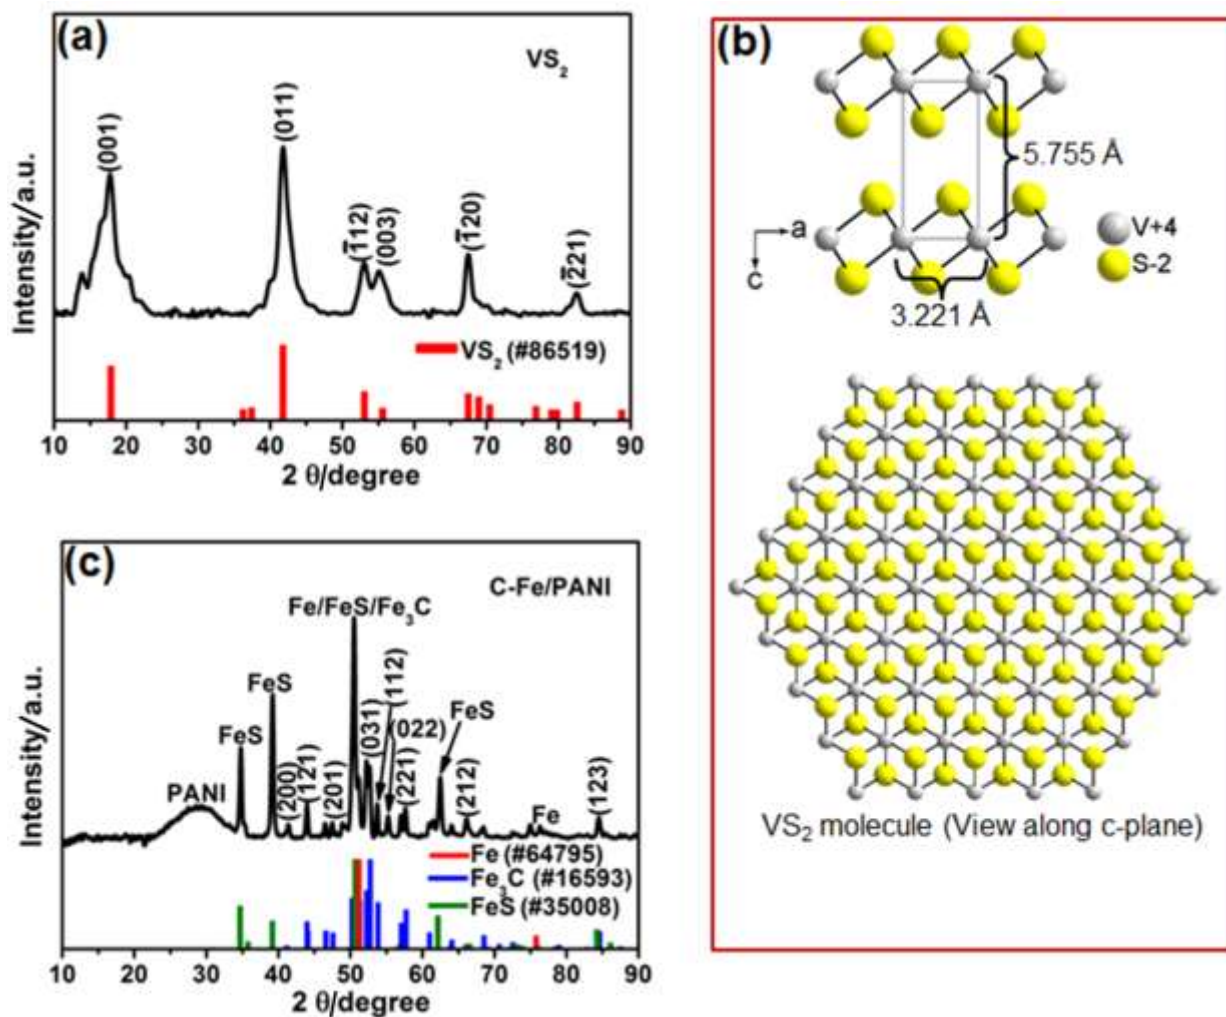 (a)
VS₂
(001)
(011)
(1̅12)
(003)
(1̅20)
(2̅21)
Intensity/a.u.
VS₂ (#86519)
10 20 30 40 50 60 70 80 90
2 θ/degree
(b)
5.755 Å
a
c
3.221 Å
V+4
S-2
VS₂ molecule (View along c-plane)
(c)
C-Fe/PANI
Fe/FeS/Fe₃C
PANI
FeS
FeS
(200)
(121)
(201)
(031)
(112)
(022)
(221)
FeS
(212)
Fe
(123)
Intensity/a.u.
Fe (#64795)
Fe₃C (#16593)
FeS (#35008)
10 20 30 40 50 60 70 80 90
2 θ/degree